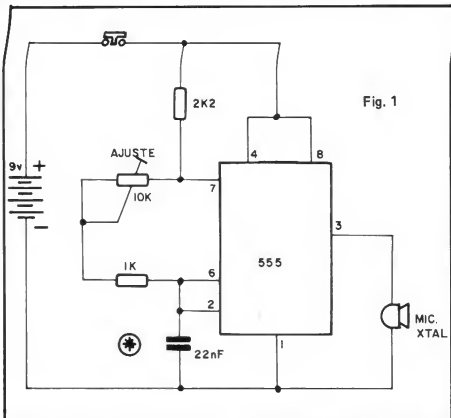 Fig. 1
2K2
9v
+
-
AJUSTE
10K
4
8
7
3
1K
6
555
2
MIC.
XTAL
22nF
1